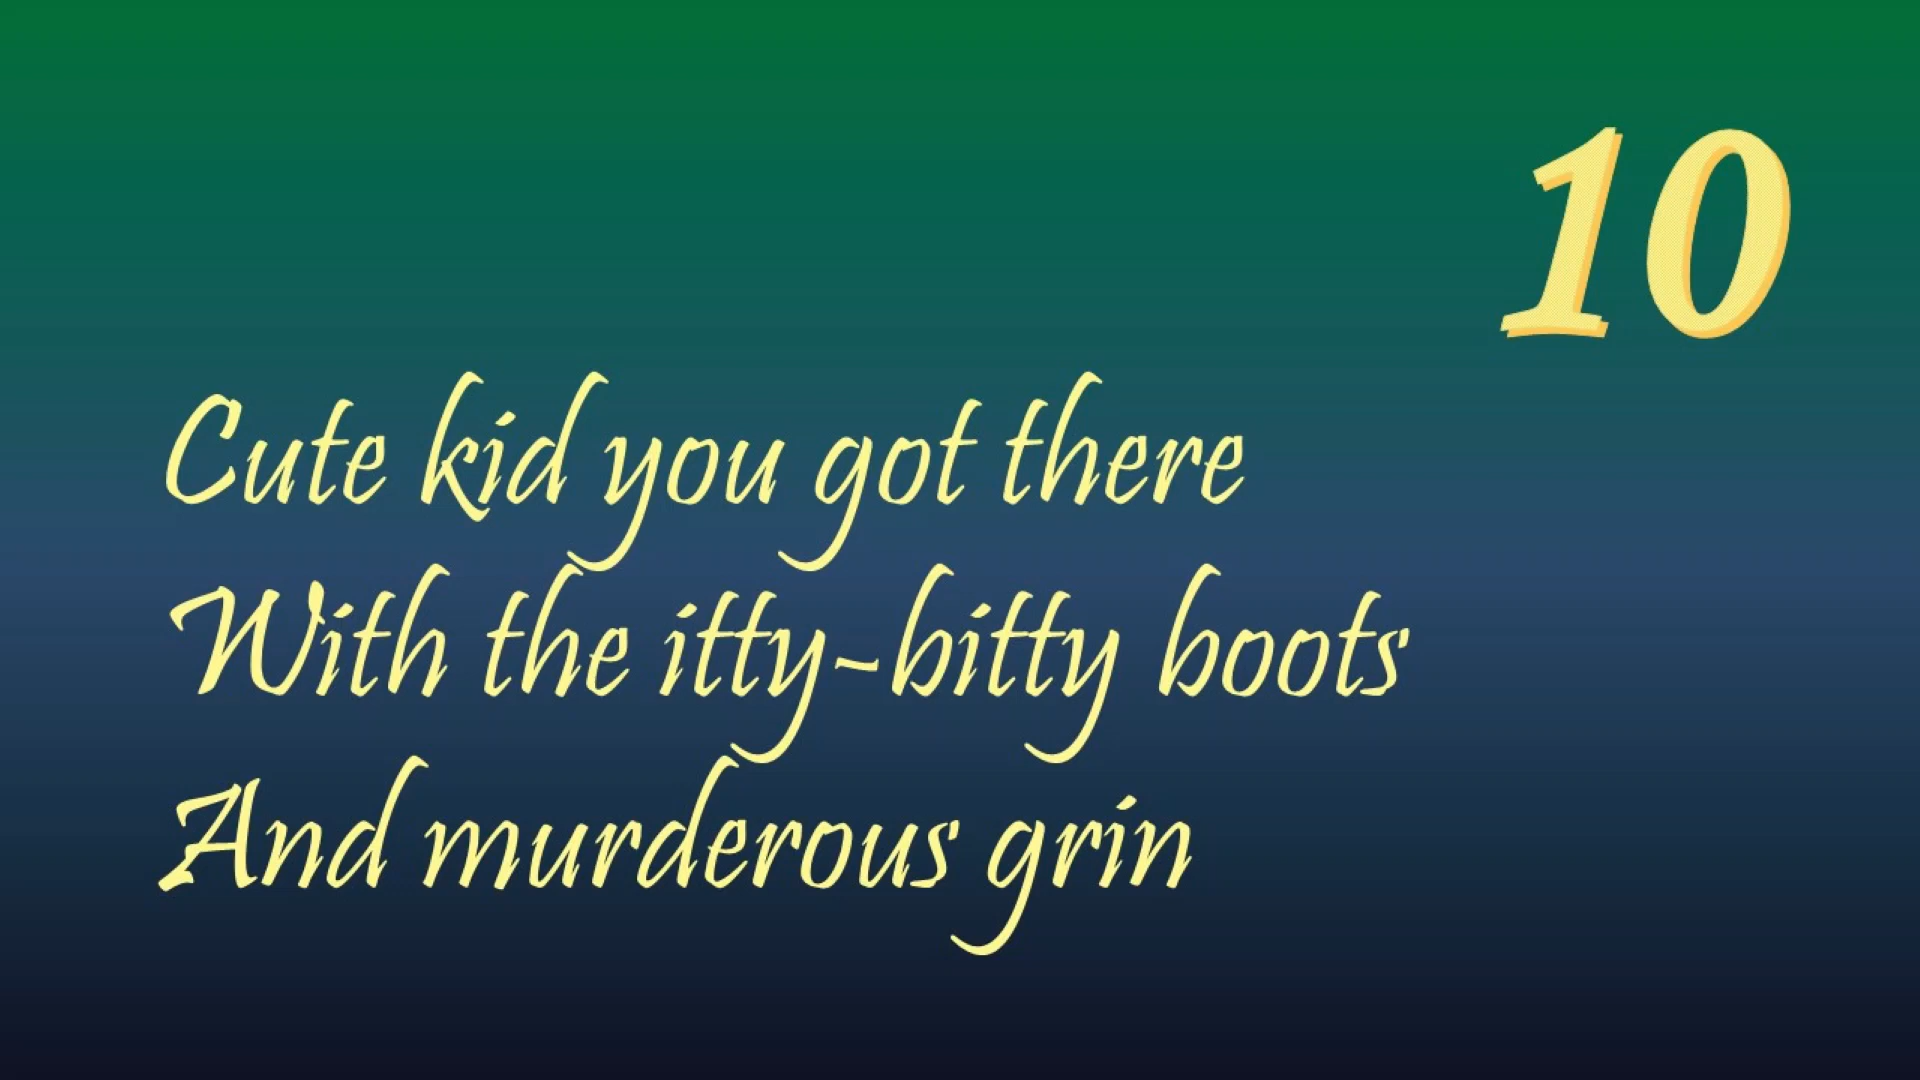 10
Cute kid you got there
With the itty-bitty boots
And murderous grin